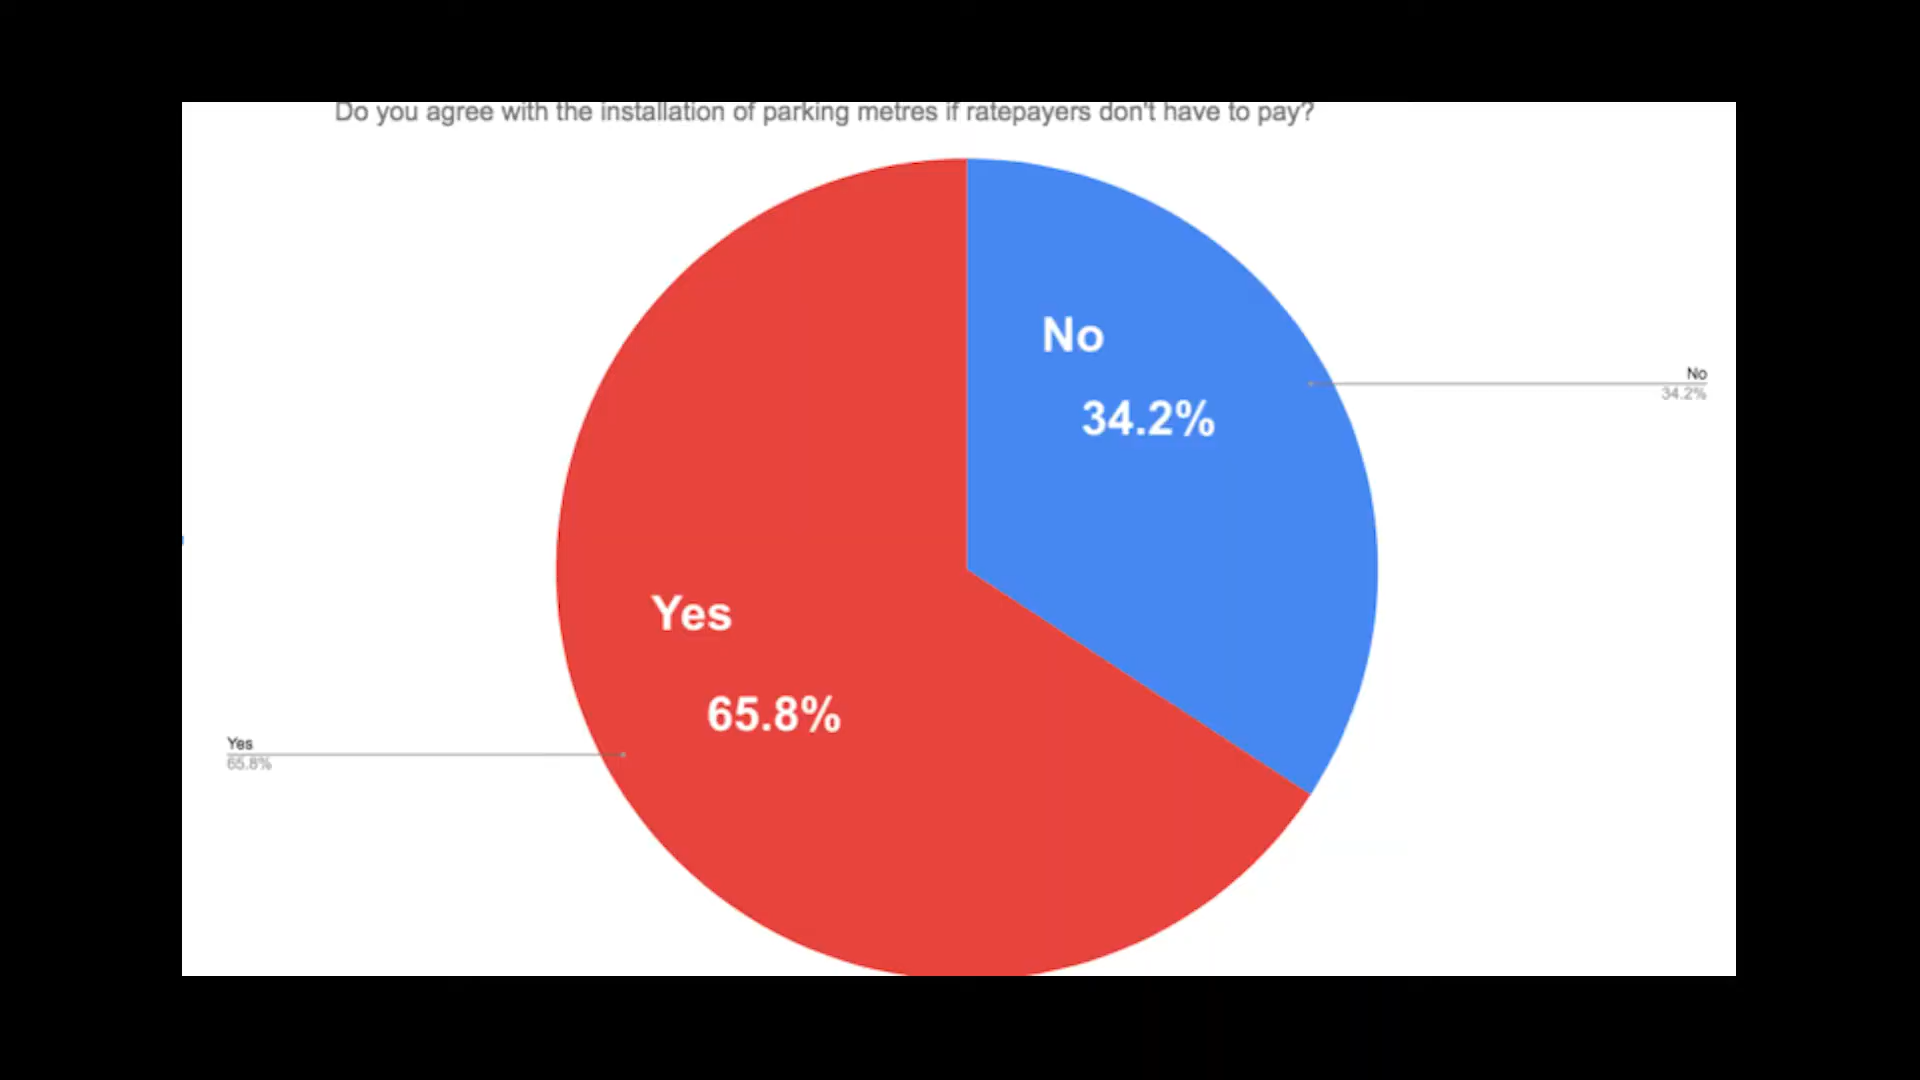 Do you agree with the installation of parking metres if ratepayers don't have to pay?
No
34.2%
No
34.2%
Yes
65.8%
Yes
65.8%